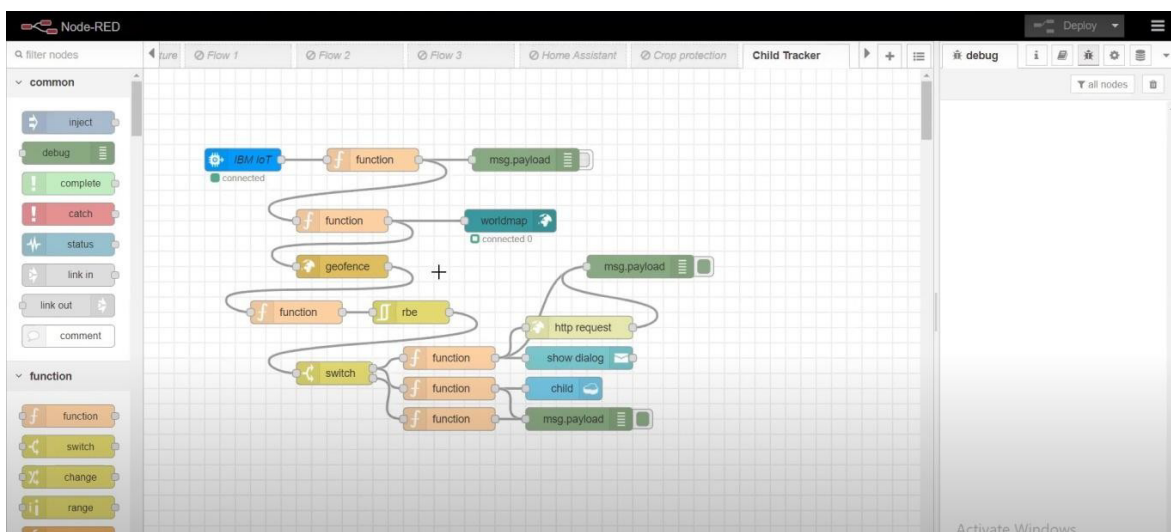 Node-RED
Deploy
filter nodes
ture
Flow 1
Flow 2
Flow 3
Home Assistant
Crop protection
Child Tracker
debug
i
all nodes
common
inject
debug
complete
catch
status
link in
link out
comment
function
function
switch
change
range
IBM IoT
connected
function
msg.payload
function
worldmap
connected 0
geofence
msg.payload
function
rbe
http request
function
show dialog
switch
function
child
function
msg.payload
Activate Windows